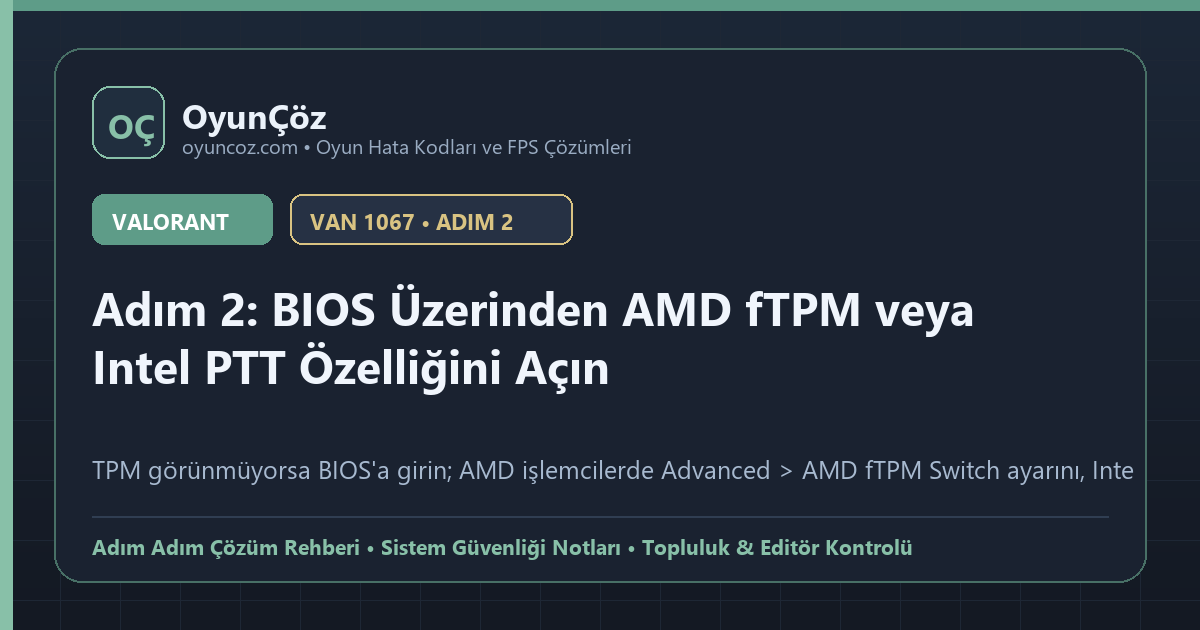 OÇ
OyunÇöz
oyuncoz.com • Oyun Hata Kodları ve FPS Çözümleri
VALORANT
VAN 1067 • ADIM 2
Adım 2: BIOS Üzerinden AMD fTPM veya
Intel PTT Özelliğini Açın
TPM görünmüyorsa BIOS'a girin; AMD işlemcilerde Advanced > AMD fTPM Switch ayarını, Inte
Adım Adım Çözüm Rehberi • Sistem Güvenliği Notları • Topluluk & Editör Kontrolü